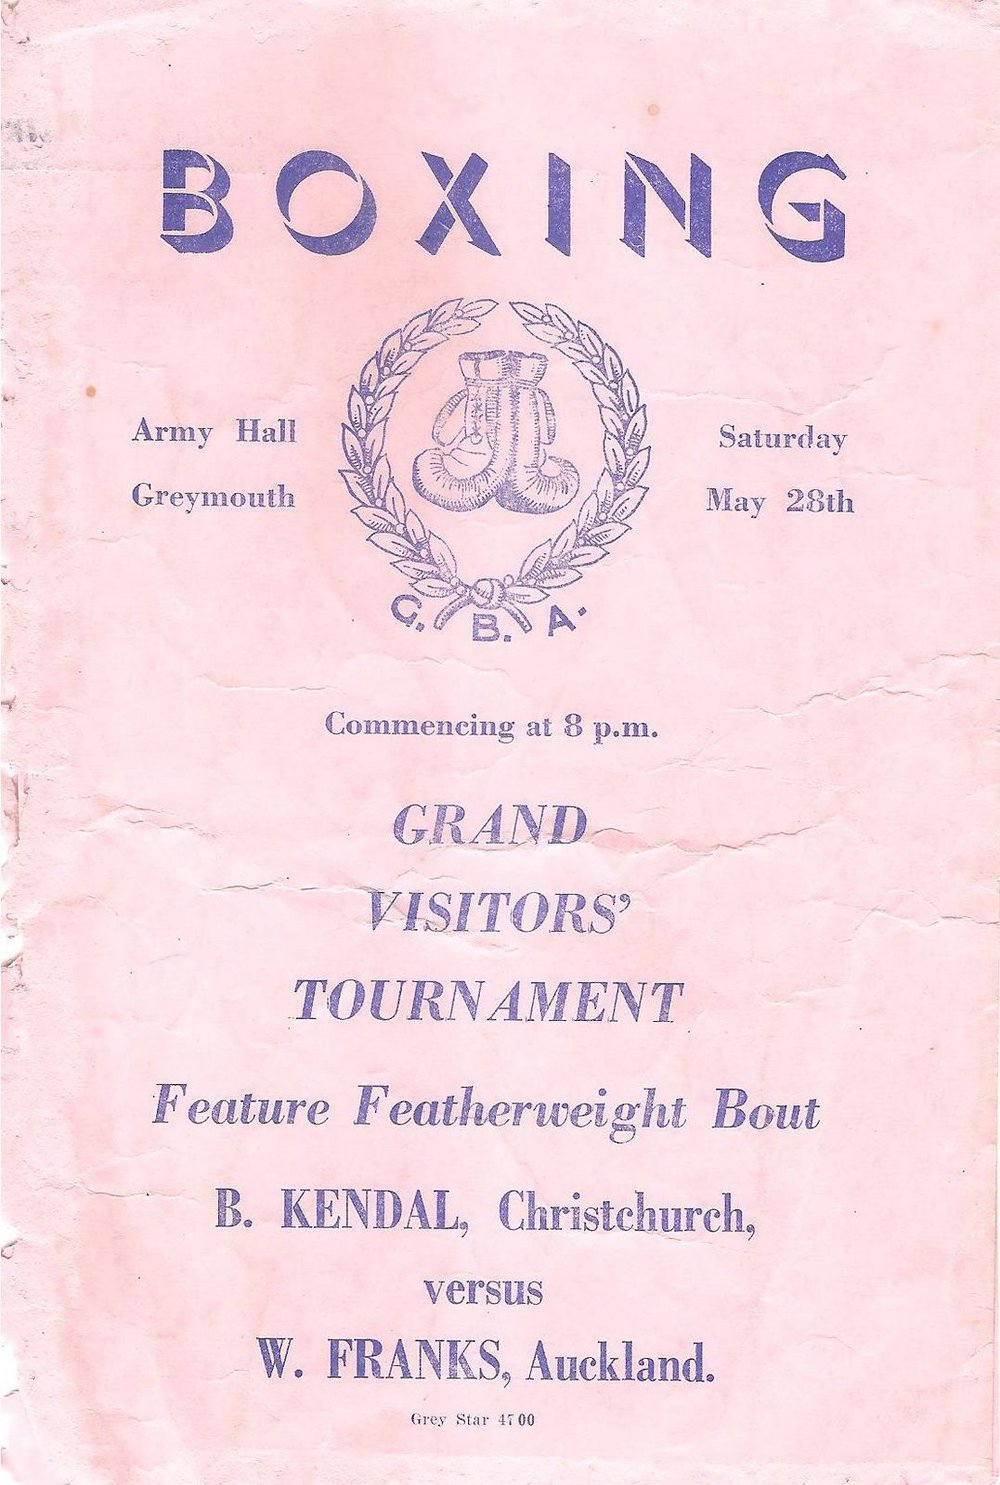 BOXING
Army Hall
Greymouth
Saturday
May 28th
G. B. A.
Commencing at 8 p.m.
GRAND
VISITORS’
TOURNAMENT
Feature Featherweight Bout
B. KENDAL, Christchurch,
versus
W. FRANKS, Auckland.
Grey Star 4700